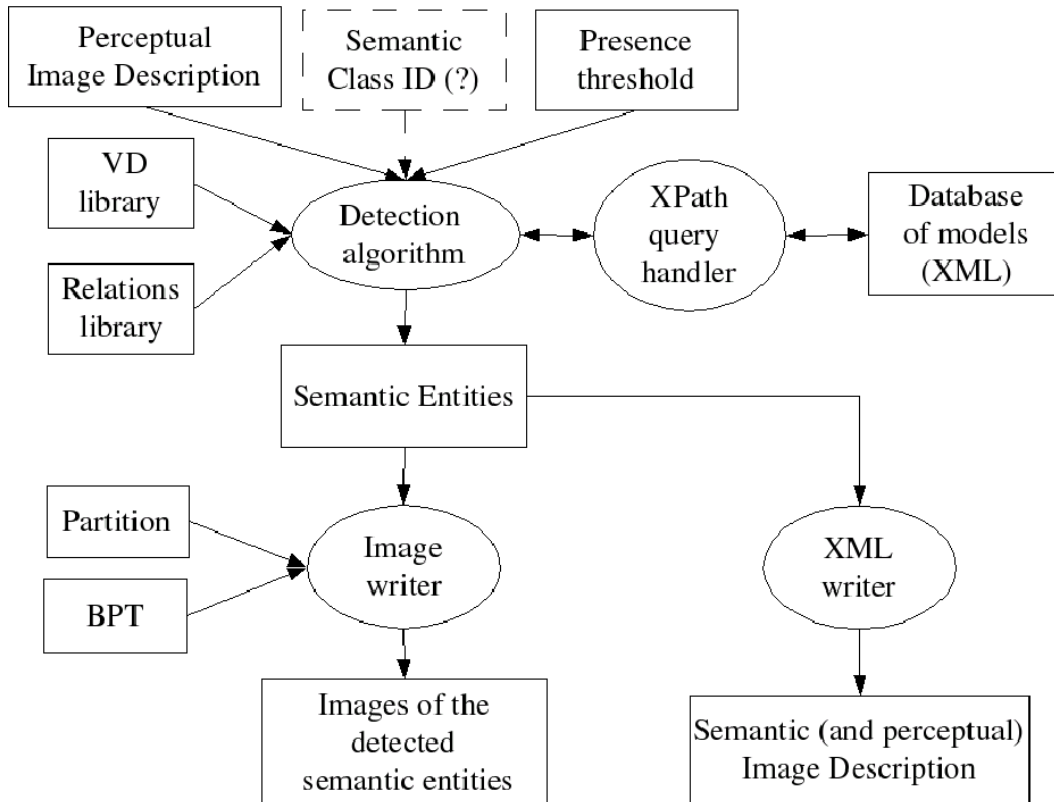 Perceptual
Image Description
Semantic
Class ID (?)
Presence
threshold
VD
library
Relations
library
Detection
algorithm
XPath
query
handler
Database
of models
(XML)
Semantic Entities
Partition
BPT
Image
writer
XML
writer
Images of the
detected
semantic entities
Semantic (and perceptual)
Image Description